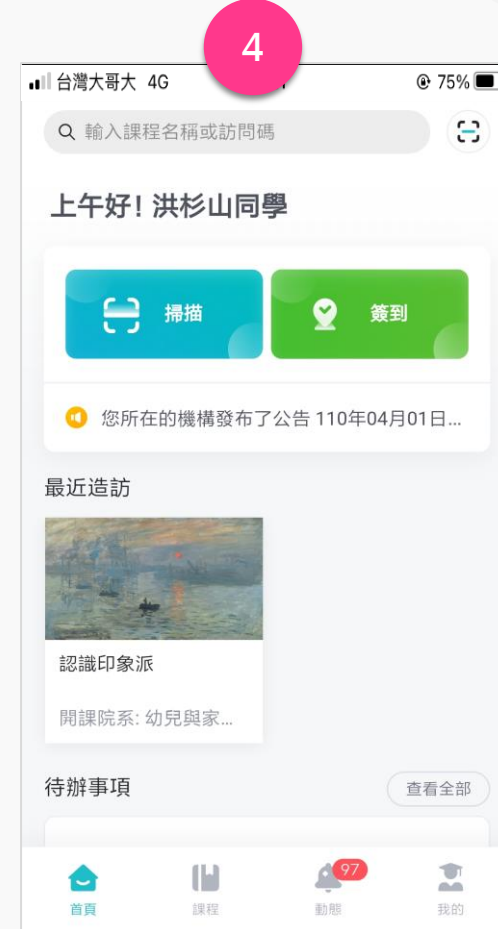 4
台灣大哥大 4G
75%
輸入課程名稱或訪問碼
上午好! 洪杉山同學
掃描
簽到
您所在的機構發布了公告 110年04月01日...
最近造訪
認識印象派
開課院系: 幼兒與家...
待辦事項
查看全部
97
首頁
課程
動態
我的